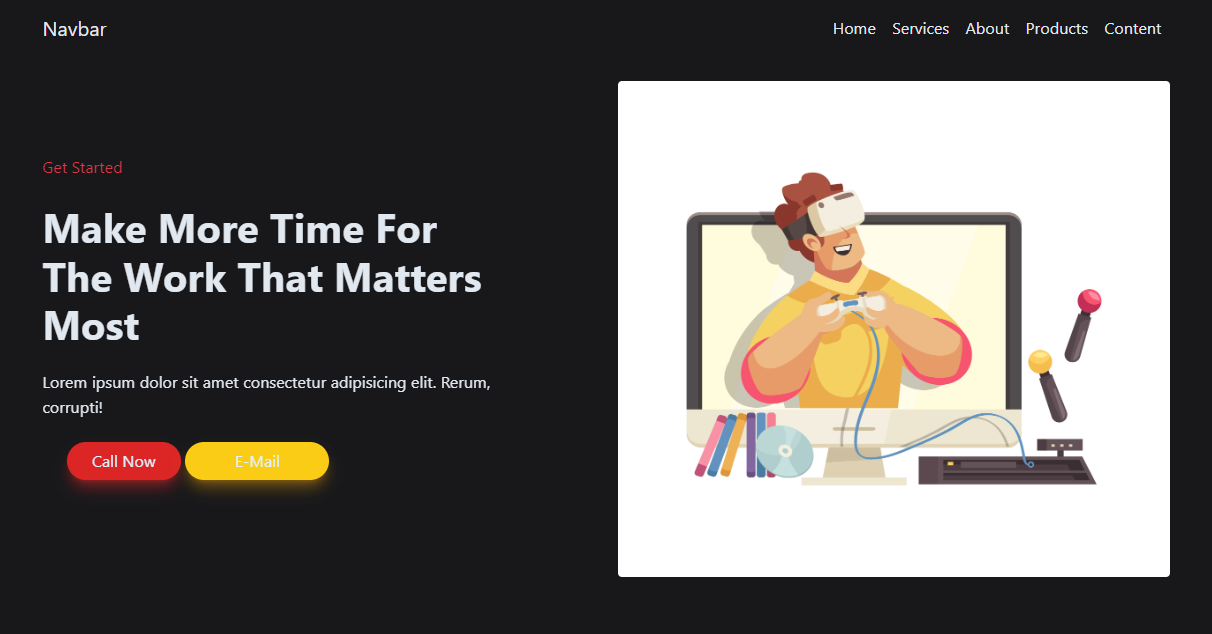 Navbar
Home Services About Products Content
Get Started
Make More Time For
The Work That Matters
Most
Lorem ipsum dolor sit amet consectetur adipisicing elit. Rerum,
corrupti!
Call Now E-Mail